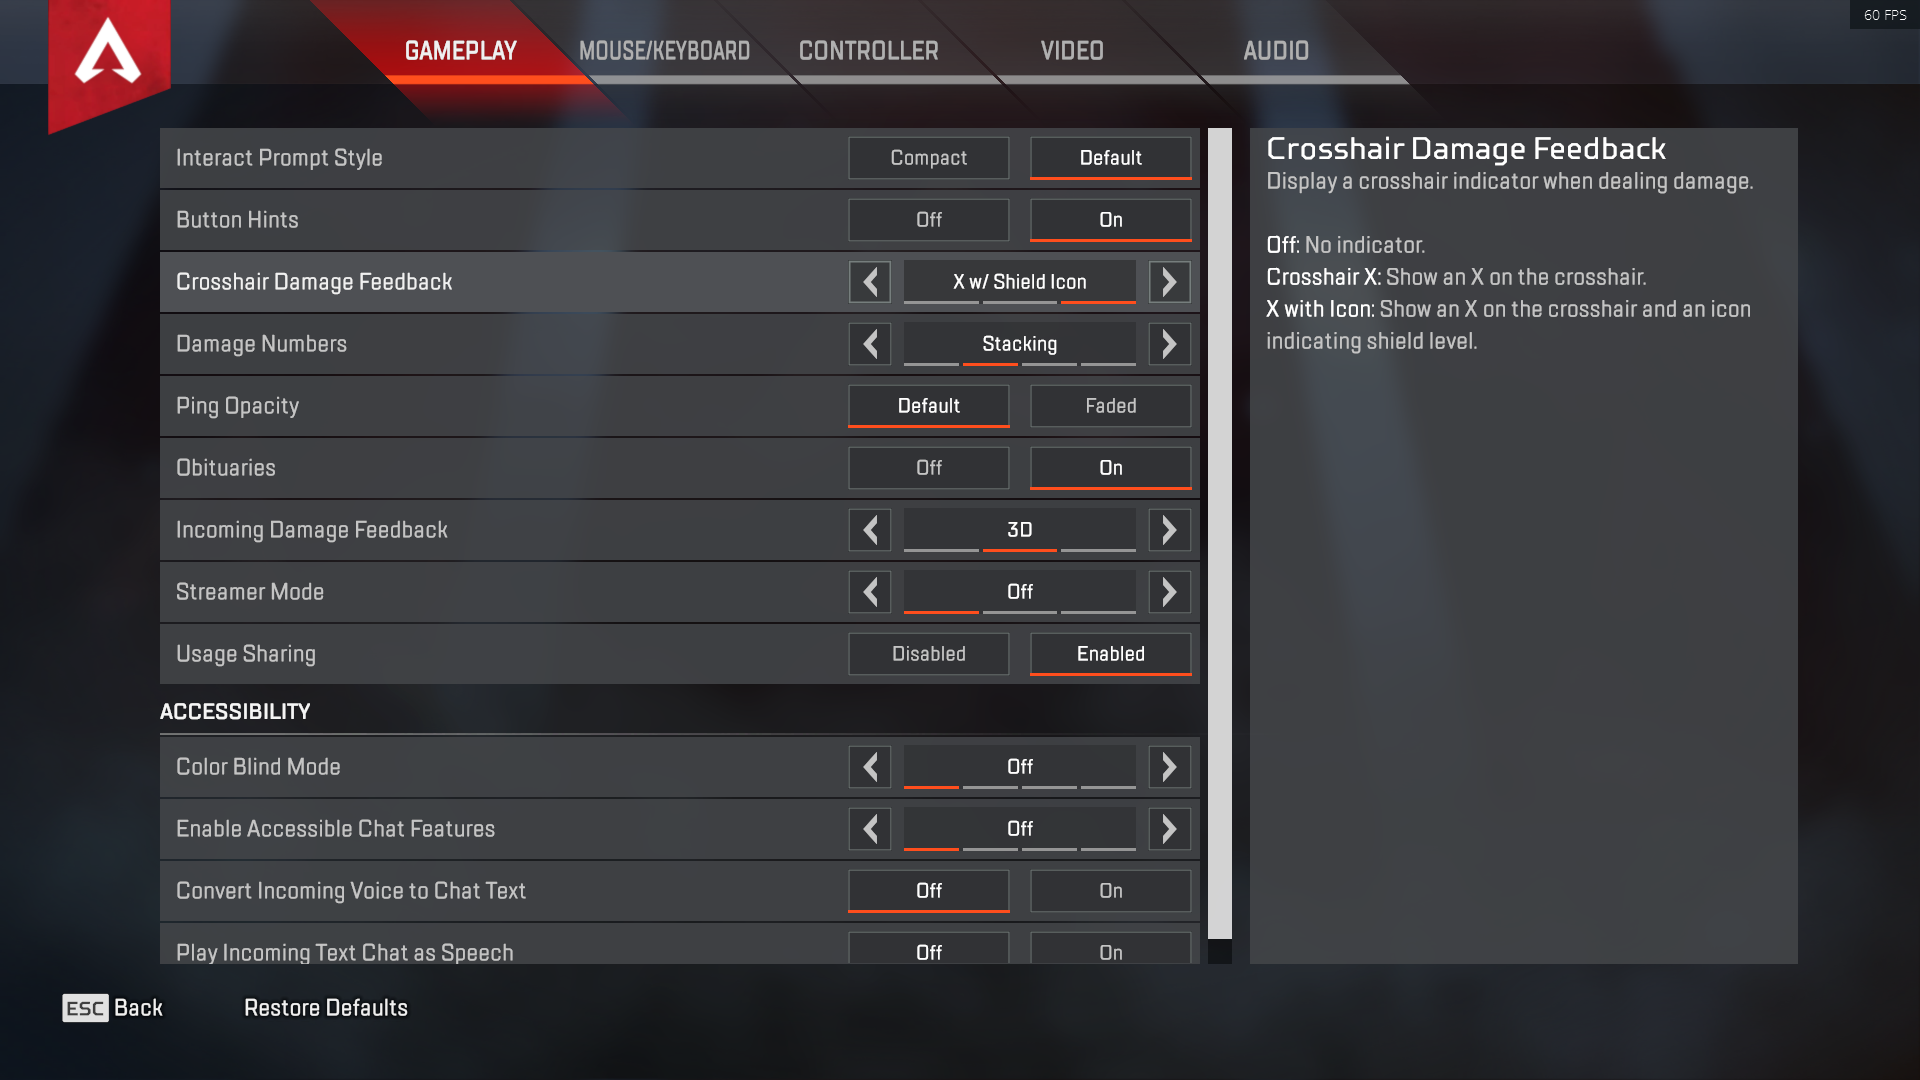 60 FPS
GAMEPLAY MOUSE/KEYBOARD CONTROLLER VIDEO AUDIO
Interact Prompt Style Compact Default
Button Hints Off On
Crosshair Damage Feedback X w/ Shield Icon
Damage Numbers Stacking
Ping Opacity Default Faded
Obituaries Off On
Incoming Damage Feedback 3D
Streamer Mode Off
Usage Sharing Disabled Enabled
ACCESSIBILITY
Color Blind Mode Off
Enable Accessible Chat Features Off
Convert Incoming Voice to Chat Text Off On
Play Incoming Text Chat as Speech Off On
Crosshair Damage Feedback
Display a crosshair indicator when dealing damage.
Off: No indicator.
Crosshair X: Show an X on the crosshair.
X with Icon: Show an X on the crosshair and an icon
indicating shield level.
ESC Back Restore Defaults